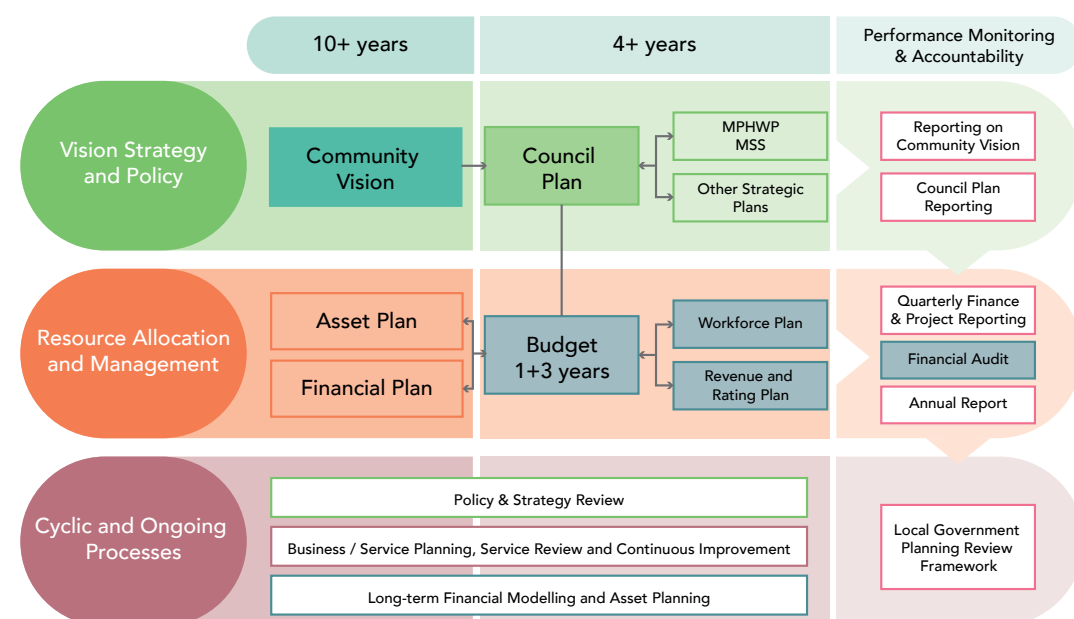 10+ years
4+ years
Performance Monitoring
& Accountability
Vision Strategy
and Policy
Community
Vision
Council
Plan
MPHWP
MSS
Other Strategic
Plans
Reporting on
Community Vision
Council Plan
Reporting
Resource Allocation
and Management
Asset Plan
Financial Plan
Budget
1+3 years
Workforce Plan
Revenue and
Rating Plan
Quarterly Finance
& Project Reporting
Financial Audit
Annual Report
Cyclic and Ongoing
Processes
Policy & Strategy Review
Business / Service Planning, Service Review and Continuous Improvement
Long-term Financial Modelling and Asset Planning
Local Government
Planning Review
Framework